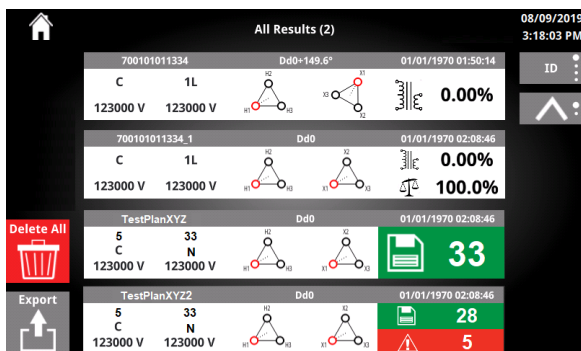 All Results (2)
08/09/2019
3:18:03 PM
ID
700101011334 Dd0+149.6° 01/01/1970 01:50:14
C 1L
123000 V 123000 V
H2
H1 H3
X1
X3
X2
0.00%
700101011334_1 Dd0 01/01/1970 02:08:46
C 1L
123000 V 123000 V
H2
H1 H3
X2
X1 X3
0.00%
100.0%
TestPlanXYZ Dd0 01/01/1970 02:08:46
5 33
C N
123000 V 123000 V
H2
H1 H3
X2
X1 X3
33
Delete All
TestPlanXYZ2 Dd0 01/01/1970 02:08:46
5 33
C N
123000 V 123000 V
H2
H1 H3
X2
X1 X3
28
5
Export